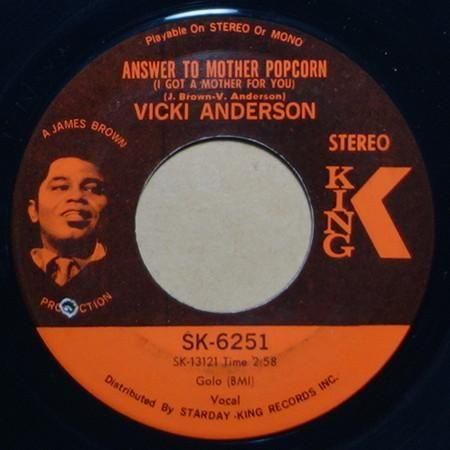 Playable On STEREO Or MONO
ANSWER TO MOTHER POPCORN
(I GOT A MOTHER FOR YOU)
(J. Brown-V. Anderson)
VICKI ANDERSON
A JAMES BROWN
STEREO
KING
K
SK-6251
SK-13121 Time 2:58
Golo (BMI)
Vocal
Distributed By STARDAY-KING RECORDS INC.